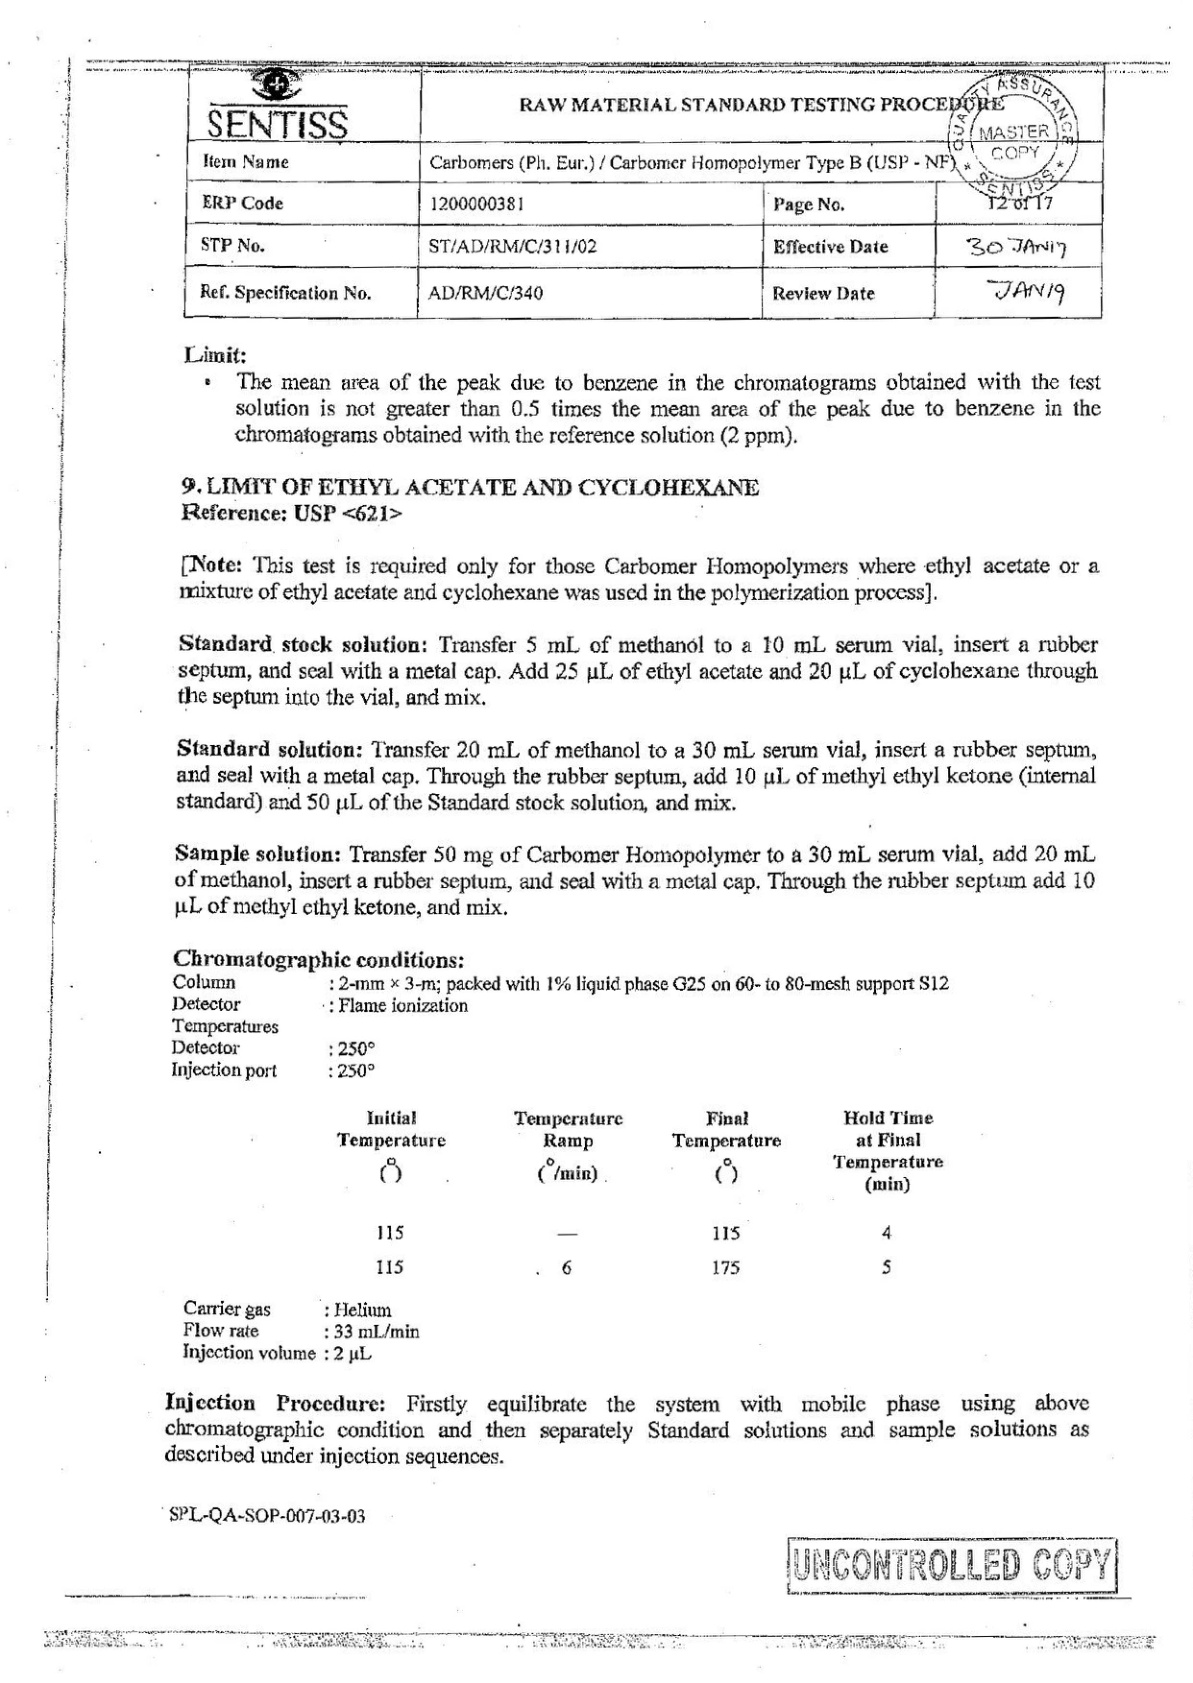 SENTISS
RAW MATERIAL STANDARD TESTING PROCEDURE
QUALITY ASSURANCE
MASTER
COPY
* SENTISS *
Item Name
Carbomers (Ph. Eur.) / Carbomer Homopolymer Type B (USP - NF)
ERP Code
1200000381
Page No.
12 of 17
STP No.
ST/AD/RM/C/311/02
Effective Date
30 JAN17
Ref. Specification No.
AD/RM/C/340
Review Date
JAN19
Limit:
• The mean area of the peak due to benzene in the chromatograms obtained with the test
solution is not greater than 0.5 times the mean area of the peak due to benzene in the
chromatograms obtained with the reference solution (2 ppm).
9. LIMIT OF ETHYL ACETATE AND CYCLOHEXANE
Reference: USP <621>
[Note: This test is required only for those Carbomer Homopolymers where ethyl acetate or a
mixture of ethyl acetate and cyclohexane was used in the polymerization process].
Standard stock solution: Transfer 5 mL of methanol to a 10 mL serum vial, insert a rubber
septum, and seal with a metal cap. Add 25 µL of ethyl acetate and 20 µL of cyclohexane through
the septum into the vial, and mix.
Standard solution: Transfer 20 mL of methanol to a 30 mL serum vial, insert a rubber septum,
and seal with a metal cap. Through the rubber septum, add 10 µL of methyl ethyl ketone (internal
standard) and 50 µL of the Standard stock solution, and mix.
Sample solution: Transfer 50 mg of Carbomer Homopolymer to a 30 mL serum vial, add 20 mL
of methanol, insert a rubber septum, and seal with a metal cap. Through the rubber septum add 10
µL of methyl ethyl ketone, and mix.
Chromatographic conditions:
Column : 2-mm × 3-m; packed with 1% liquid phase G25 on 60- to 80-mesh support S12
Detector : Flame ionization
Temperatures
Detector : 250°
Injection port : 250°
Initial Temperature Final Hold Time
Temperature Ramp Temperature at Final
(°) (°/min) (°) Temperature
(min)
115 — 115 4
115 6 175 5
Carrier gas : Helium
Flow rate : 33 mL/min
Injection volume : 2 µL
Injection Procedure: Firstly equilibrate the system with mobile phase using above
chromatographic condition and then separately Standard solutions and sample solutions as
described under injection sequences.
SPL-QA-SOP-007-03-03
UNCONTROLLED COPY